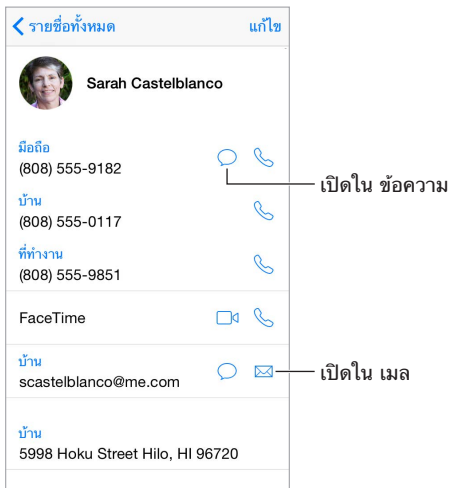 รายชื่อทั้งหมด แก้ไข
Sarah Castelblanco
มือถือ
(808) 555-9182
เปิดใน ข้อความ
บ้าน
(808) 555-0117
ที่ทำงาน
(808) 555-9851
FaceTime
บ้าน
scastelblanco@me.com
เปิดใน เมล
บ้าน
5998 Hoku Street Hilo, HI 96720